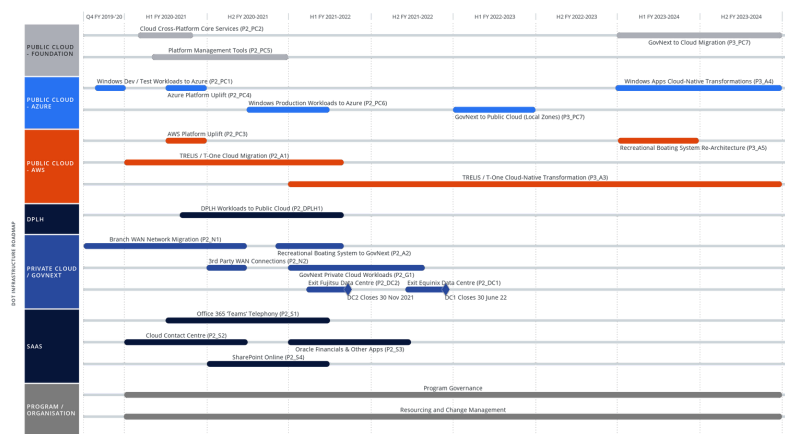 Q4 FY 2019-'20 H1 FY 2020-2021 H2 FY 2020-2021 H1 FY 2021-2022 H2 FY 2021-2022 H1 FY 2022-2023 H2 FY 2022-2023 H1 FY 2023-2024 H2 FY 2023-2024
DOT INFRASTRUCTURE ROADMAP
PUBLIC CLOUD
- FOUNDATION
Cloud Cross-Platform Core Services (P2_PC2)
GovNext to Cloud Migration (P3_PC7)
Platform Management Tools (P2_PC5)
PUBLIC CLOUD
- AZURE
Windows Dev / Test Workloads to Azure (P2_PC1)
Windows Apps Cloud-Native Transformations (P3_A4)
Azure Platform Uplift (P2_PC4)
Windows Production Workloads to Azure (P2_PC6)
GovNext to Public Cloud (Local Zones) (P3_PC7)
PUBLIC CLOUD
- AWS
AWS Platform Uplift (P2_PC3)
Recreational Boating System Re-Architecture (P3_A5)
TRELIS / T-One Cloud Migration (P2_A1)
TRELIS / T-One Cloud-Native Transformation (P3_A3)
DPLH
DPLH Workloads to Public Cloud (P2_DPLH1)
PRIVATE CLOUD
/ GOVNEXT
Branch WAN Network Migration (P2_N1)
Recreational Boating System to GovNext (P2_A2)
3rd Party WAN Connections (P2_N2)
GovNext Private Cloud Workloads (P2_G1)
Exit Fujitsu Data Centre (P2_DC2) Exit Equinix Data Centre (P2_DC1)
DC2 Closes 30 Nov 2021 DC1 Closes 30 June 22
SAAS
Office 365 'Teams' Telephony (P2_S1)
Cloud Contact Centre (P2_S2)
Oracle Financials & Other Apps (P2_S3)
SharePoint Online (P2_S4)
PROGRAM /
ORGANISATION
Program Governance
Resourcing and Change Management